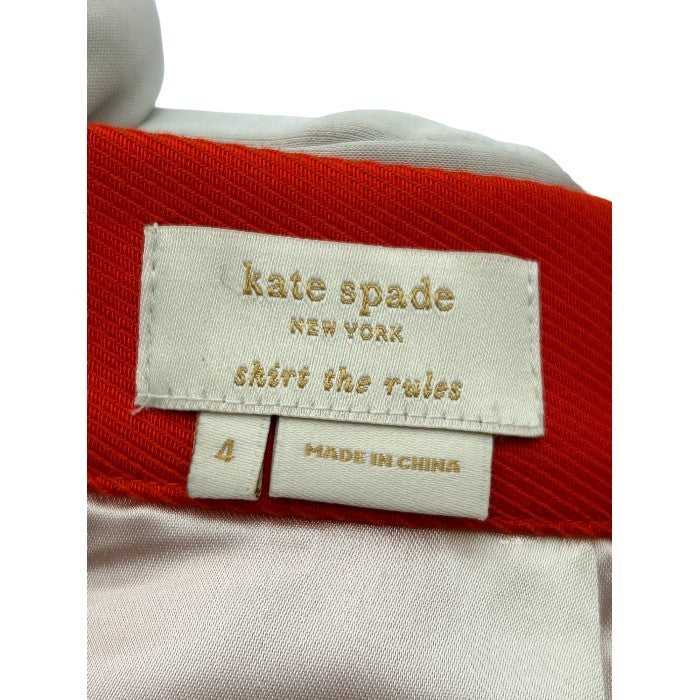 kate spade
NEW YORK
skirt the rules
4
MADE IN CHINA